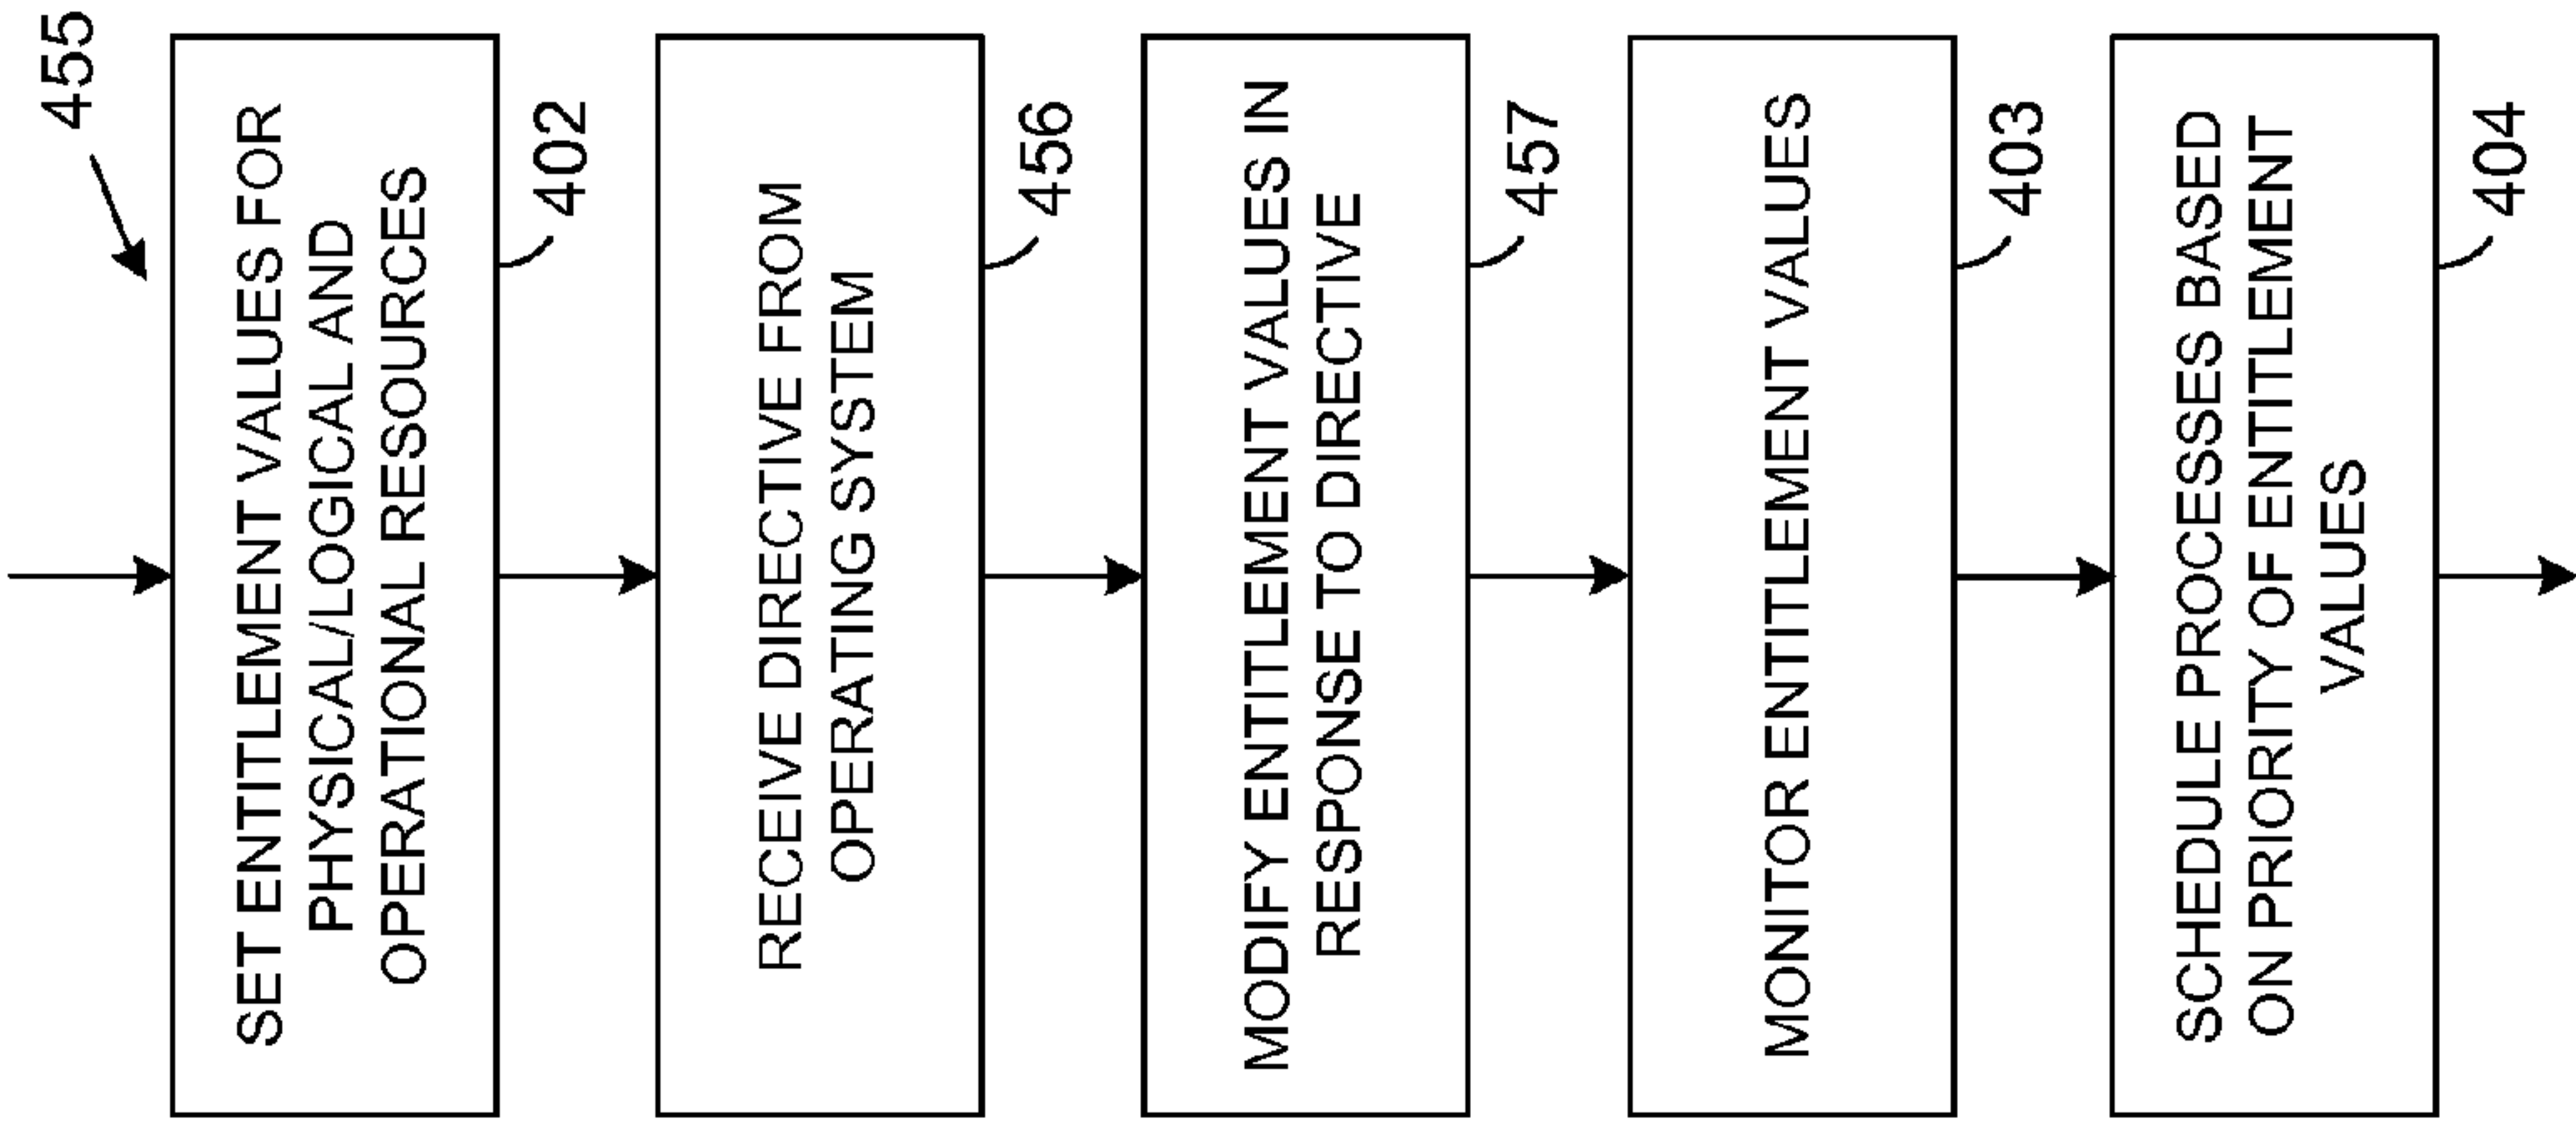 455
SET ENTITLEMENT VALUES FOR
PHYSICAL/LOGICAL AND
OPERATIONAL RESOURCES
402
RECEIVE DIRECTIVE FROM
OPERATING SYSTEM
456
MODIFY ENTITLEMENT VALUES IN
RESPONSE TO DIRECTIVE
457
MONITOR ENTITLEMENT VALUES
403
SCHEDULE PROCESSES BASED
ON PRIORITY OF ENTITLEMENT
VALUES
404